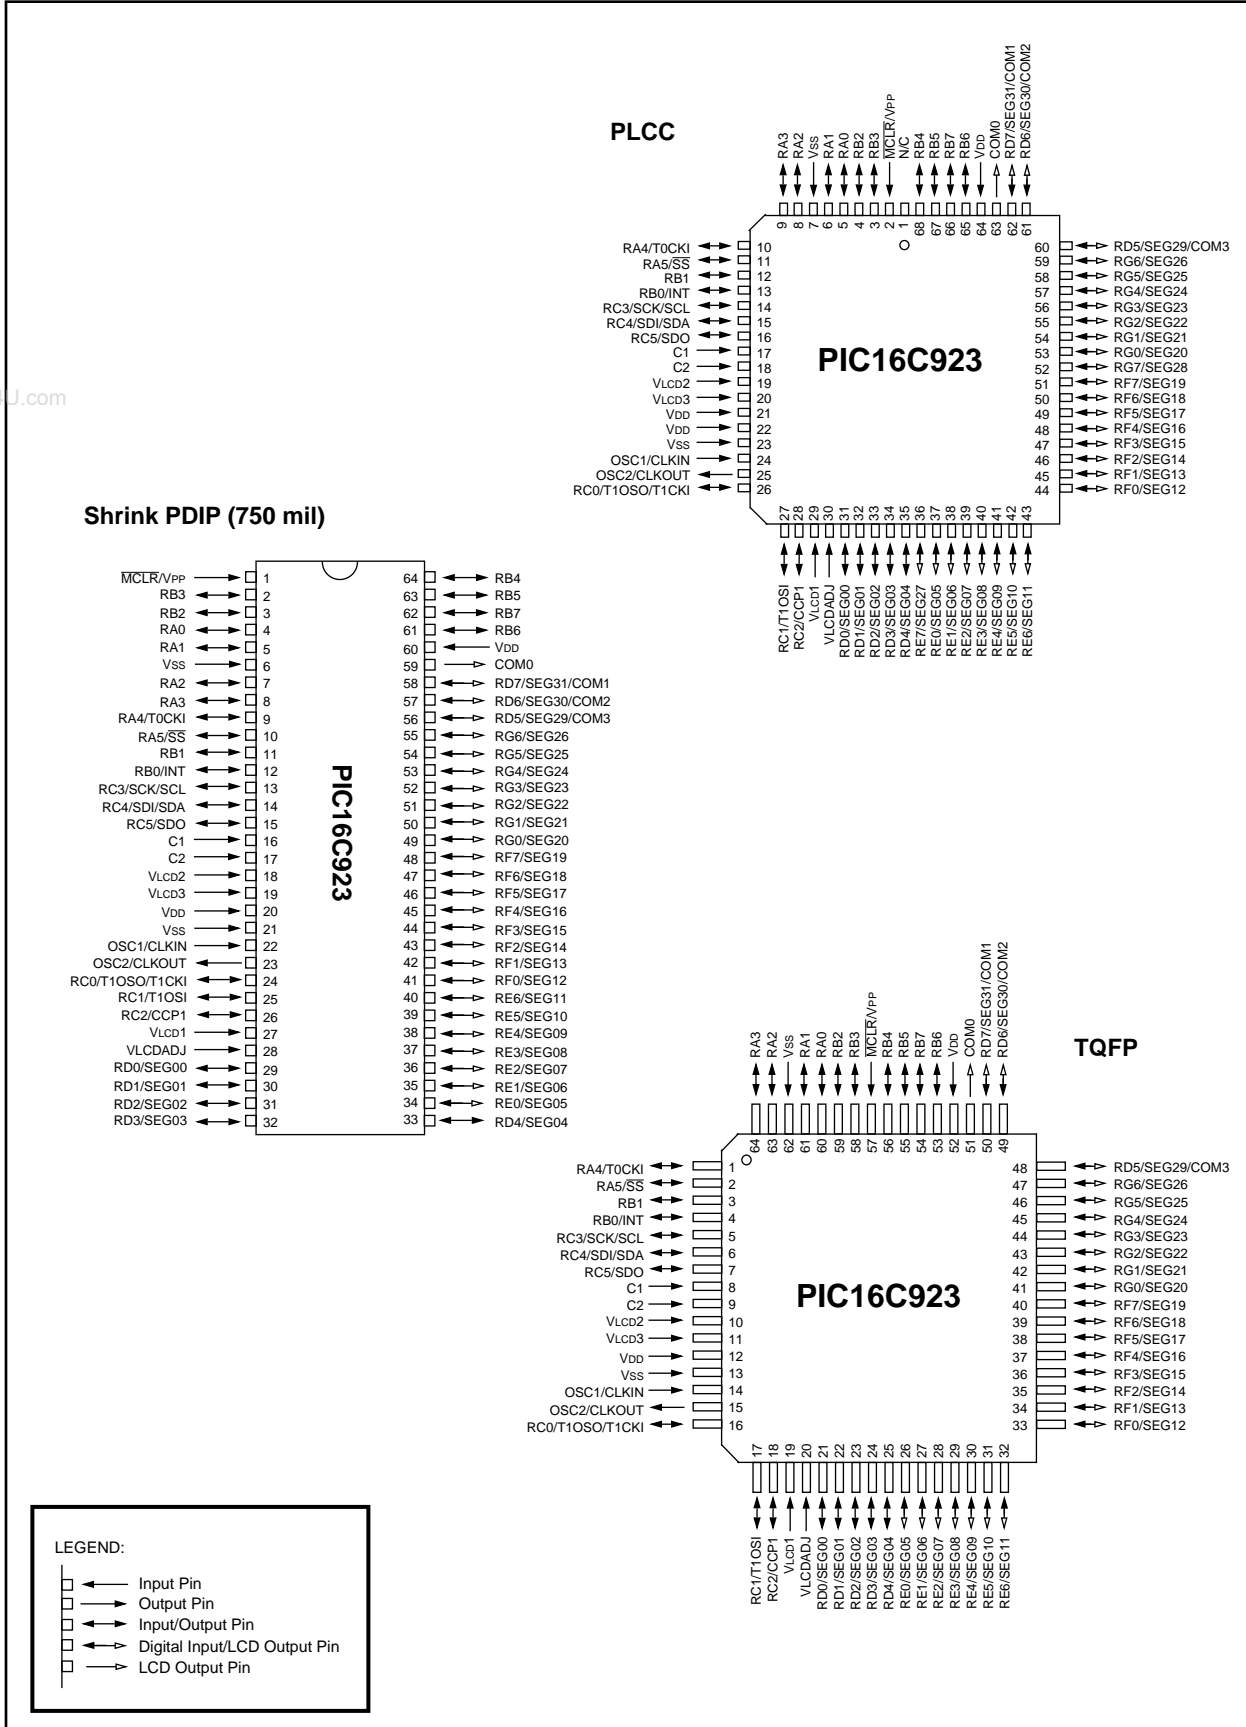 PLCC
RA3
RA2
VSS
RA1
RA0
RB2
RB3
MCLR/VPP
N/C
RB4
RB5
RB7
RB6
VDD
COM0
RD7/SEG31/COM1
RD6/SEG30/COM2
9 8 7 6 5 4 3 2 1 68 67 66 65 64 63 62 61
RA4/T0CKI 10
RA5/SS 11
RB1 12
RB0/INT 13
RC3/SCK/SCL 14
RC4/SDI/SDA 15
RC5/SDO 16
C1 17
C2 18
VLCD2 19
VLCD3 20
VDD 21
VDD 22
VSS 23
OSC1/CLKIN 24
OSC2/CLKOUT 25
RC0/T1OSO/T1CKI 26
PIC16C923
60 RD5/SEG29/COM3
59 RG6/SEG26
58 RG5/SEG25
57 RG4/SEG24
56 RG3/SEG23
55 RG2/SEG22
54 RG1/SEG21
53 RG0/SEG20
52 RG7/SEG28
51 RF7/SEG19
50 RF6/SEG18
49 RF5/SEG17
48 RF4/SEG16
47 RF3/SEG15
46 RF2/SEG14
45 RF1/SEG13
44 RF0/SEG12
27 28 29 30 31 32 33 34 35 36 37 38 39 40 41 42 43
RC1/T1OSI
RC2/CCP1
VLCD1
VLCDADJ
RD0/SEG00
RD1/SEG01
RD2/SEG02
RD3/SEG03
RD4/SEG04
RE7/SEG27
RE0/SEG05
RE1/SEG06
RE2/SEG07
RE3/SEG08
RE4/SEG09
RE5/SEG10
RE6/SEG11
U.com
Shrink PDIP (750 mil)
MCLR/VPP 1 64 RB4
RB3 2 63 RB5
RB2 3 62 RB7
RA0 4 61 RB6
RA1 5 60 VDD
VSS 6 59 COM0
RA2 7 58 RD7/SEG31/COM1
RA3 8 57 RD6/SEG30/COM2
RA4/T0CKI 9 56 RD5/SEG29/COM3
RA5/SS 10 55 RG6/SEG26
RB1 11 54 RG5/SEG25
RB0/INT 12 53 RG4/SEG24
RC3/SCK/SCL 13 52 RG3/SEG23
RC4/SDI/SDA 14 51 RG2/SEG22
RC5/SDO 15 50 RG1/SEG21
C1 16 49 RG0/SEG20
C2 17 48 RF7/SEG19
VLCD2 18 47 RF6/SEG18
VLCD3 19 46 RF5/SEG17
VDD 20 45 RF4/SEG16
VSS 21 44 RF3/SEG15
OSC1/CLKIN 22 43 RF2/SEG14
OSC2/CLKOUT 23 42 RF1/SEG13
RC0/T1OSO/T1CKI 24 41 RF0/SEG12
RC1/T1OSI 25 40 RE6/SEG11
RC2/CCP1 26 39 RE5/SEG10
VLCD1 27 38 RE4/SEG09
VLCDADJ 28 37 RE3/SEG08
RD0/SEG00 29 36 RE2/SEG07
RD1/SEG01 30 35 RE1/SEG06
RD2/SEG02 31 34 RE0/SEG05
RD3/SEG03 32 33 RD4/SEG04
PIC16C923
TQFP
RA3
RA2
VSS
RA1
RA0
RB2
RB3
MCLR/VPP
RB4
RB5
RB7
RB6
VDD
COM0
RD7/SEG31/COM1
RD6/SEG30/COM2
64 63 62 61 60 59 58 57 56 55 54 53 52 51 50 49
RA4/T0CKI 1
RA5/SS 2
RB1 3
RB0/INT 4
RC3/SCK/SCL 5
RC4/SDI/SDA 6
RC5/SDO 7
C1 8
C2 9
VLCD2 10
VLCD3 11
VDD 12
VSS 13
OSC1/CLKIN 14
OSC2/CLKOUT 15
RC0/T1OSO/T1CKI 16
PIC16C923
48 RD5/SEG29/COM3
47 RG6/SEG26
46 RG5/SEG25
45 RG4/SEG24
44 RG3/SEG23
43 RG2/SEG22
42 RG1/SEG21
41 RG0/SEG20
40 RF7/SEG19
39 RF6/SEG18
38 RF5/SEG17
37 RF4/SEG16
36 RF3/SEG15
35 RF2/SEG14
34 RF1/SEG13
33 RF0/SEG12
17 18 19 20 21 22 23 24 25 26 27 28 29 30 31 32
RC1/T1OSI
RC2/CCP1
VLCD1
VLCDADJ
RD0/SEG00
RD1/SEG01
RD2/SEG02
RD3/SEG03
RD4/SEG04
RE0/SEG05
RE1/SEG06
RE2/SEG07
RE3/SEG08
RE4/SEG09
RE5/SEG10
RE6/SEG11
LEGEND:
Input Pin
Output Pin
Input/Output Pin
Digital Input/LCD Output Pin
LCD Output Pin